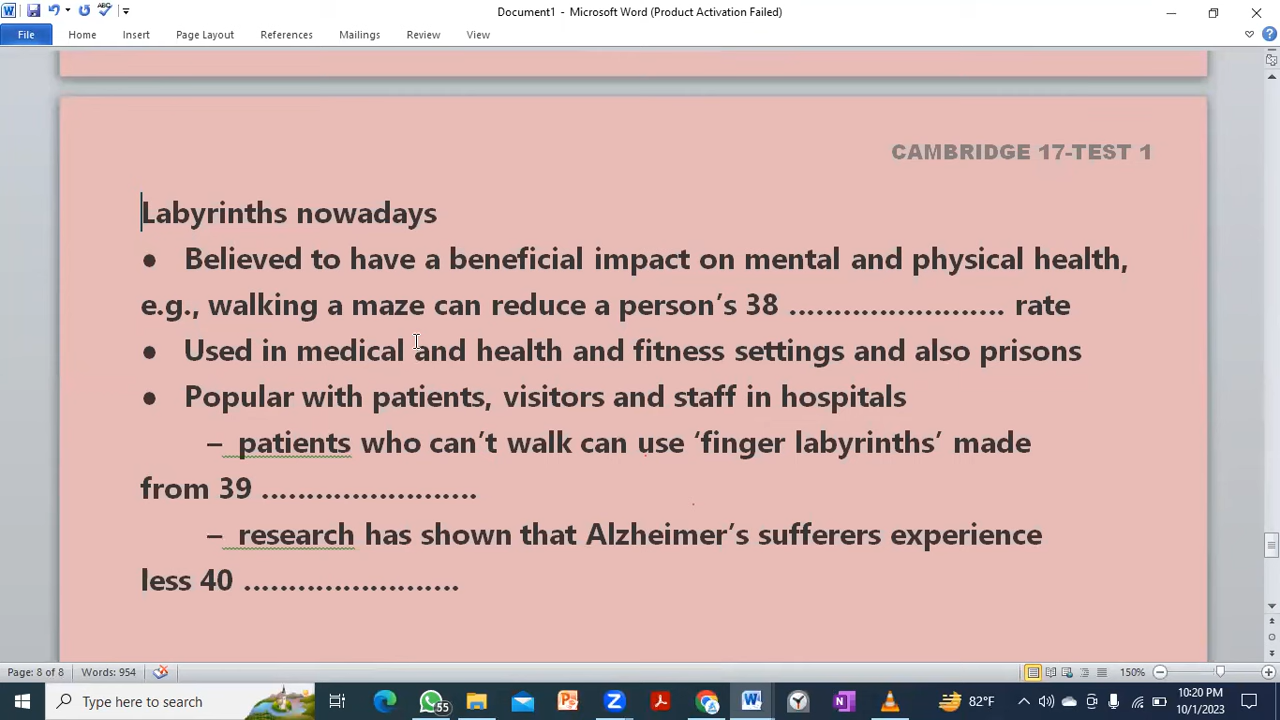 Document1 - Microsoft Word (Product Activation Failed)
File Home Insert Page Layout References Mailings Review View
CAMBRIDGE 17-TEST 1
Labyrinths nowadays
● Believed to have a beneficial impact on mental and physical health,
e.g., walking a maze can reduce a person’s 38 ........................ rate
● Used in medical and health and fitness settings and also prisons
● Popular with patients, visitors and staff in hospitals
– patients who can’t walk can use ‘finger labyrinths’ made
from 39 ........................
– research has shown that Alzheimer’s sufferers experience
less 40 ........................
Page: 8 of 8 Words: 954 150%
Type here to search 55 82°F 10:20 PM
10/1/2023